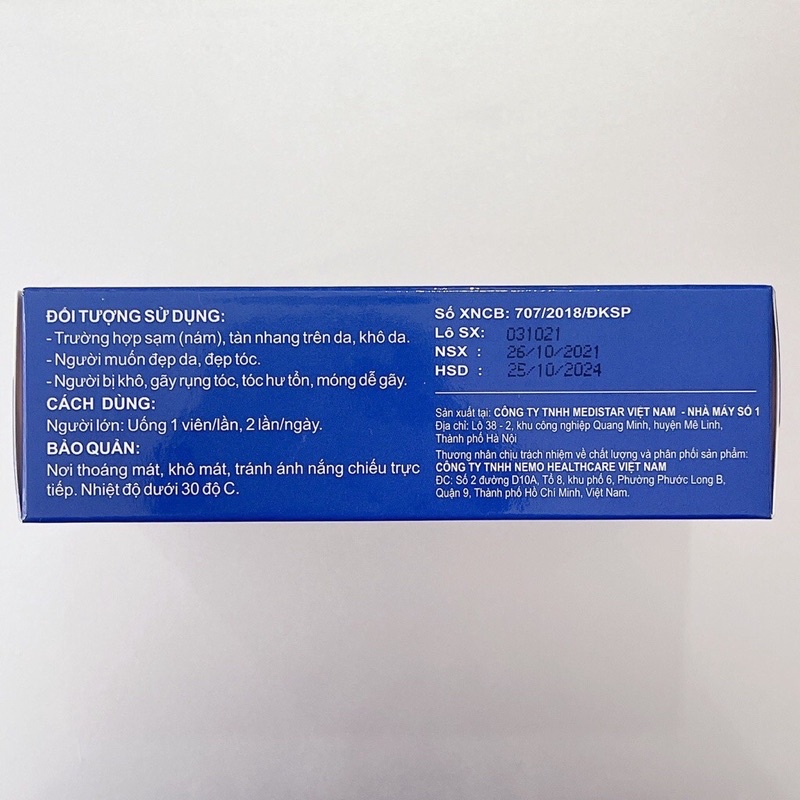 ĐỐI TƯỢNG SỬ DỤNG:
- Trường hợp sạm (nám), tàn nhang trên da, khô da.
- Người muốn đẹp da, đẹp tóc.
- Người bị khô, gãy rụng tóc, tóc hư tổn, móng dễ gãy.
CÁCH DÙNG:
Người lớn: Uống 1 viên/lần, 2 lần/ngày.
BẢO QUẢN:
Nơi thoáng mát, khô mát, tránh ánh nắng chiếu trực
tiếp. Nhiệt độ dưới 30 độ C.
Số XNCB: 707/2018/ĐKSP
Lô SX: 031021
NSX : 26/10/2021
HSD : 25/10/2024
Sản xuất tại: CÔNG TY TNHH MEDISTAR VIỆT NAM - NHÀ MÁY SỐ 1
Địa chỉ: Lô 38 - 2, khu công nghiệp Quang Minh, huyện Mê Linh,
Thành phố Hà Nội
Thương nhân chịu trách nhiệm về chất lượng và phân phối sản phẩm:
CÔNG TY TNHH NEMO HEALTHCARE VIỆT NAM
ĐC: Số 2 đường D10A, Tổ 8, khu phố 6, Phường Phước Long B,
Quận 9, Thành phố Hồ Chí Minh, Việt Nam.